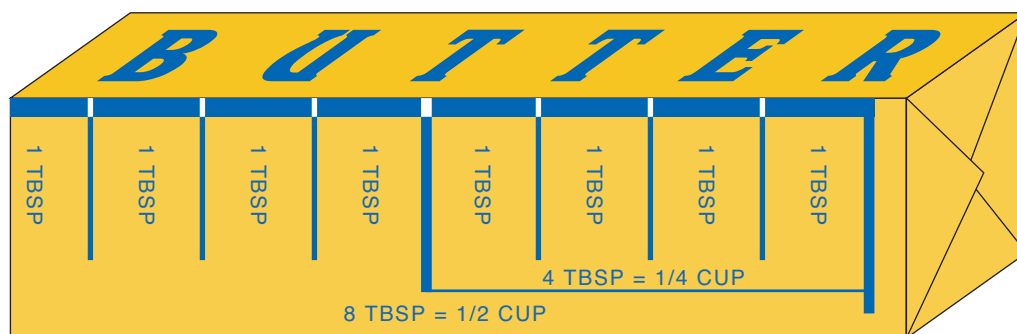 BUTTER
1 TBSP
1 TBSP
1 TBSP
1 TBSP
1 TBSP
1 TBSP
1 TBSP
1 TBSP
4 TBSP = 1/4 CUP
8 TBSP = 1/2 CUP